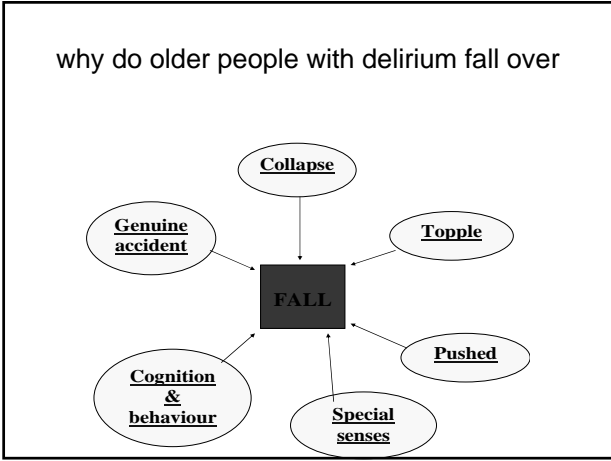 why do older people with delirium fall over
Collapse
Genuine
accident
Topple
FALL
Pushed
Cognition
&
behaviour
Special
senses